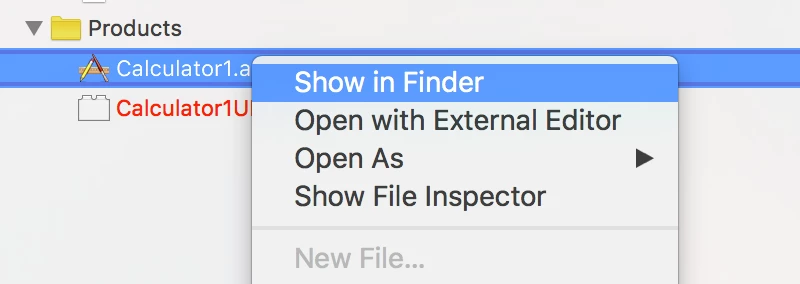 Products
Calculator1.a
Show in Finder
Calculator1U
Open with External Editor
Open As
Show File Inspector
New File...